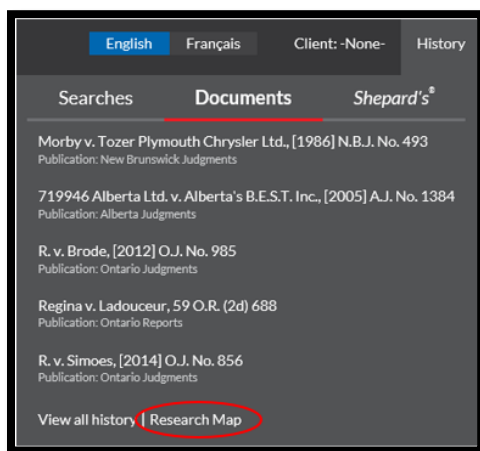 English Français Client: -None- History
Searches Documents Shepard's®
Morby v. Tozer Plymouth Chrysler Ltd., [1986] N.B.J. No. 493
Publication: New Brunswick Judgments
719946 Alberta Ltd. v. Alberta's B.E.S.T. Inc., [2005] A.J. No. 1384
Publication: Alberta Judgments
R. v. Brode, [2012] O.J. No. 985
Publication: Ontario Judgments
Regina v. Ladouceur, 59 O.R. (2d) 688
Publication: Ontario Reports
R. v. Simoes, [2014] O.J. No. 856
Publication: Ontario Judgments
View all history | Research Map